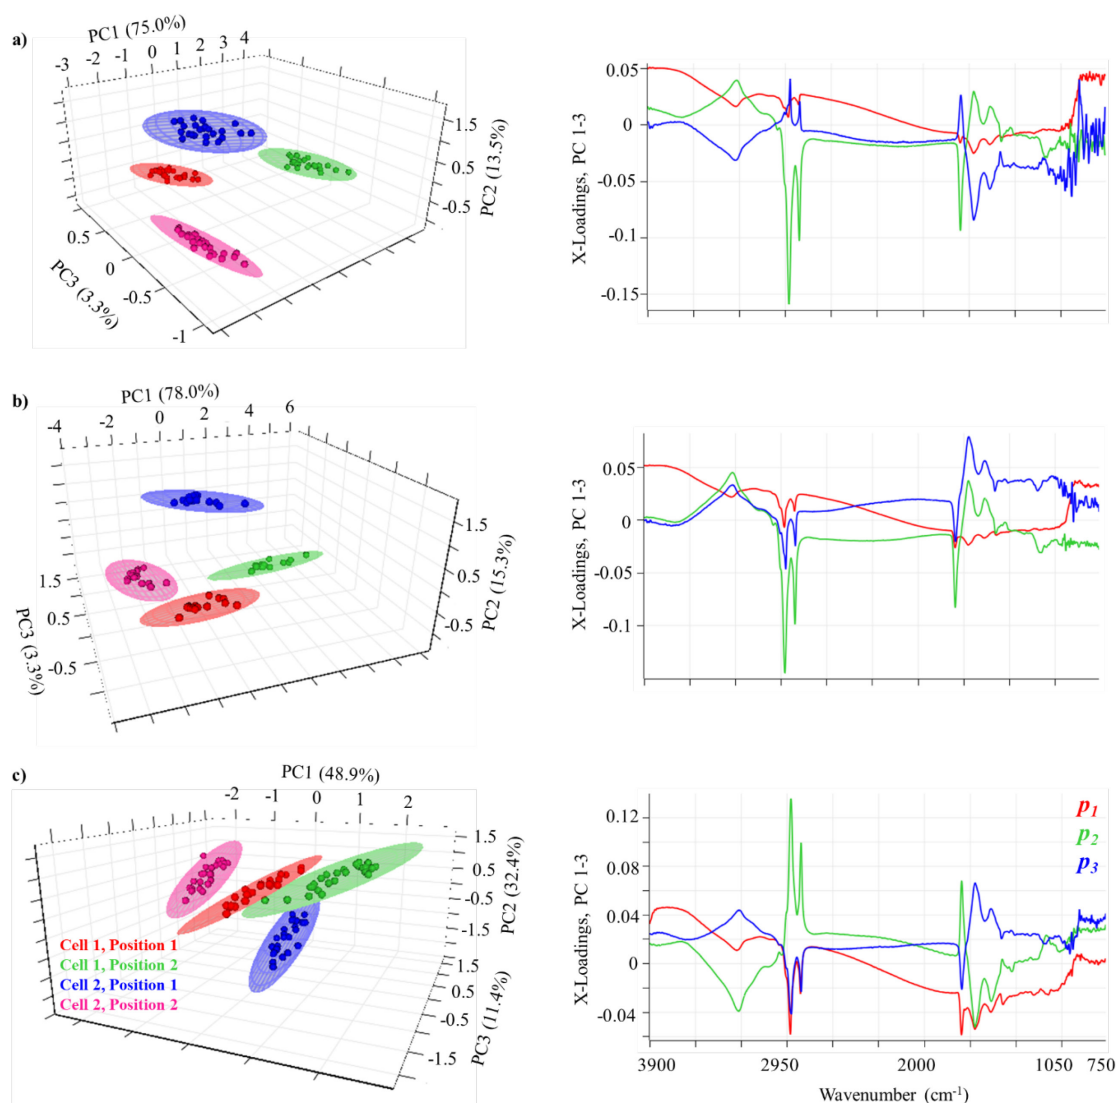 a)
PC1 (75.0%)
-3 -2 -1 0 1 2 3 4
1.5
0.5
-0.5
PC2 (13.5%)
0.5
0
-0.5
-1
PC3 (3.3%)
0.05
0
-0.05
-0.1
-0.15
X-Loadings, PC 1-3
b)
PC1 (78.0%)
-4 -2 0 2 4 6
1.5
0.5
-0.5
PC2 (15.3%)
1.5
0.5
-0.5
PC3 (3.3%)
0.05
0
-0.05
-0.1
X-Loadings, PC 1-3
c)
PC1 (48.9%)
-2 -1 0 1 2
1.5
0.5
-0.5
-1.5
PC2 (32.4%)
1.5
0.5
-0.5
-1.5
PC3 (11.4%)
Cell 1, Position 1
Cell 1, Position 2
Cell 2, Position 1
Cell 2, Position 2
0.12
0.08
0.04
0
-0.04
X-Loadings, PC 1-3
p1
p2
p3
3900 2950 2000 1050 750
Wavenumber (cm-1)